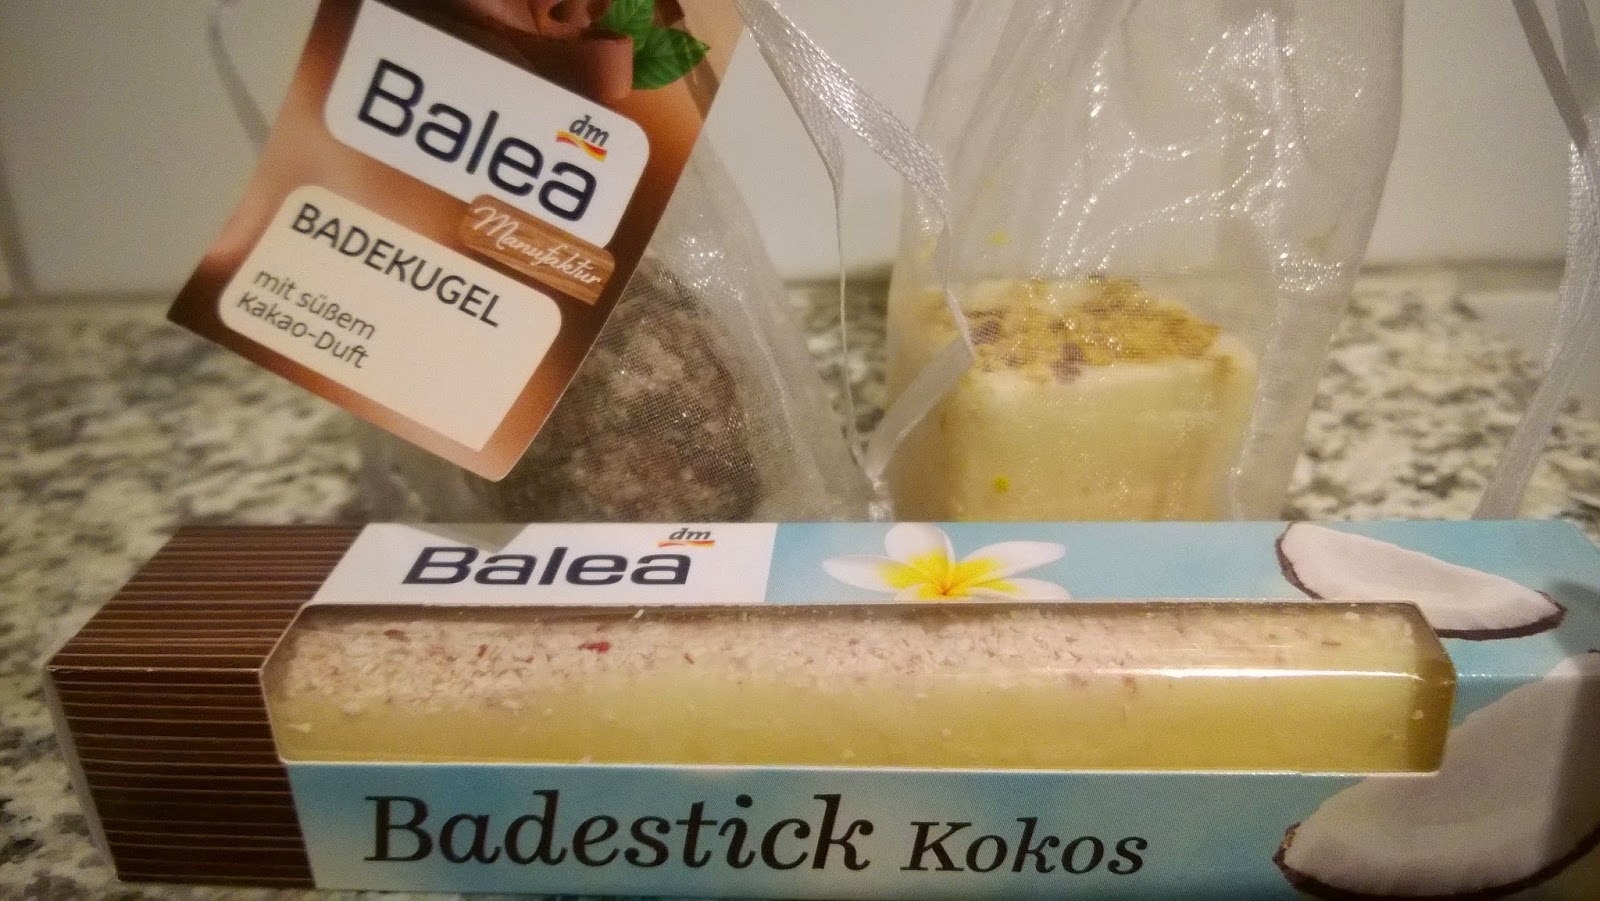 dm
Balea
Manufaktur
BADEKUGEL
mit süßem
Kakao-Duft
dm
Balea
Badestick Kokos